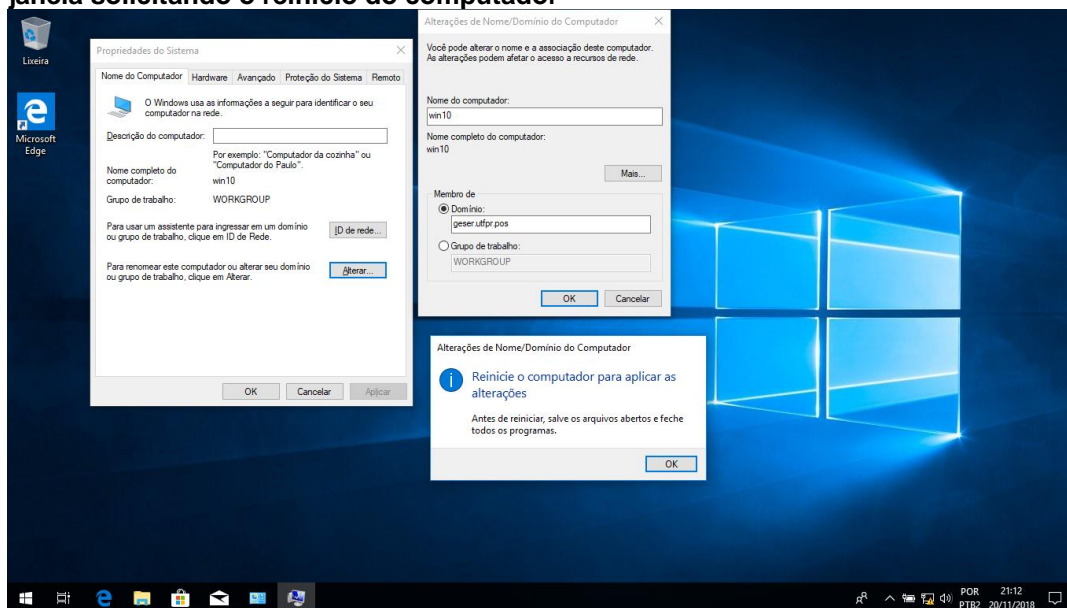 janela solicitando o reinício do computador
Lixeira
Microsoft
Edge
Propriedades do Sistema
Nome do Computador Hardware Avançado Proteção do Sistema Remoto
O Windows usa as informações a seguir para identificar o seu
computador na rede.
Descrição do computador:
Por exemplo: "Computador da cozinha" ou
"Computador do Paulo".
Nome completo do
computador:
win10
Grupo de trabalho: WORKGROUP
Para usar um assistente para ingressar em um domínio
ou grupo de trabalho, clique em ID de Rede.
ID de rede...
Para renomear este computador ou alterar seu domínio
ou grupo de trabalho, clique em Alterar.
Alterar...
OK Cancelar Aplicar
Alterações de Nome/Domínio do Computador
Você pode alterar o nome e a associação deste computador.
As alterações podem afetar o acesso a recursos de rede.
Nome do computador:
win10
Nome completo do computador:
win10
Mais...
Membro de
Domínio:
geser.utfpr.pos
Grupo de trabalho:
WORKGROUP
OK Cancelar
Alterações de Nome/Domínio do Computador
Reinicie o computador para aplicar as
alterações
Antes de reiniciar, salve os arquivos abertos e feche
todos os programas.
OK
POR 21:12
PTB2 20/11/2018